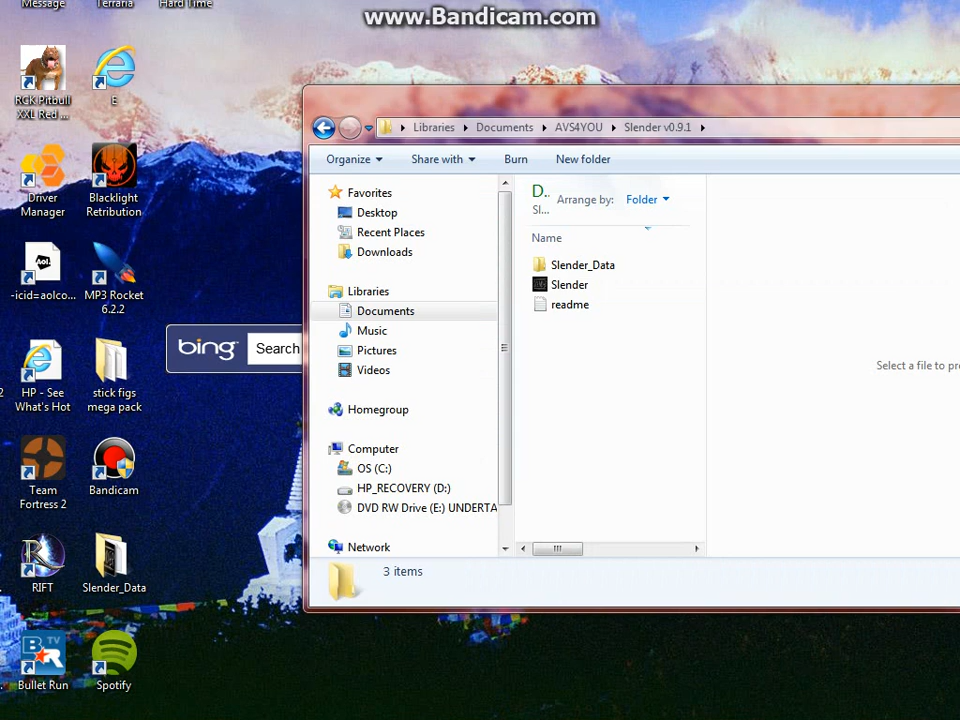 www.Bandicam.com
Message
Terraria
Hard Time
RCK Pitbull
XXL Red ...
E
Driver
Manager
Blacklight
Retribution
Aol.
-icid=aolco...
MP3 Rocket
6.2.2
HP - See
What's Hot
stick figs
mega pack
Team
Fortress 2
Bandicam
RIFT
Slender_Data
BTV
R
Bullet Run
Spotify
bing
Search
Libraries
Documents
AVS4YOU
Slender v0.9.1
Organize
Share with
Burn
New folder
Favorites
Desktop
Recent Places
Downloads
Libraries
Documents
Music
Pictures
Videos
Homegroup
Computer
OS (C:)
HP_RECOVERY (D:)
DVD RW Drive (E:) UNDERTA
Network
D...
Sl...
Arrange by: Folder
Name
Slender_Data
Slender
readme
Select a file to pre
3 items